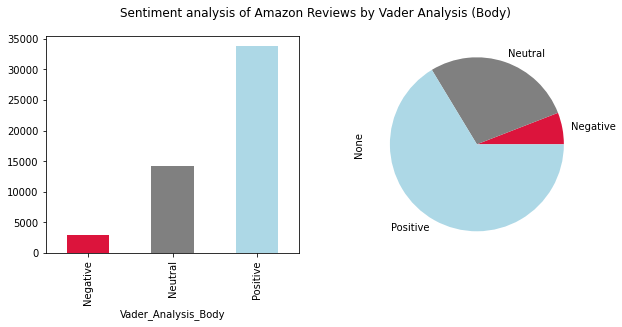 Sentiment analysis of Amazon Reviews by Vader Analysis (Body)
35000
30000
25000
20000
15000
10000
5000
0
Negative
Neutral
Positive
Vader_Analysis_Body
None
Neutral
Negative
Positive